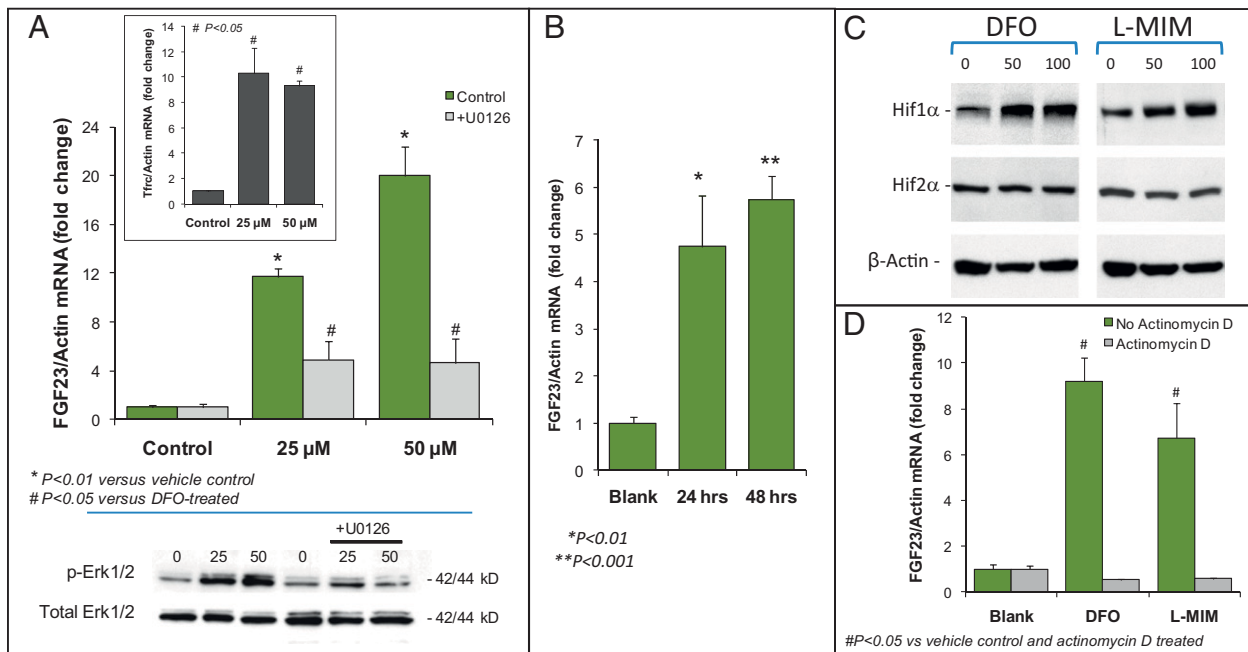 A
# P<0.05
Tfrc/Actin mRNA (fold change)
14
12
10
8
6
4
2
0
#
#
Control 25 µM 50 µM
Control
+U0126
FGF23/Actin mRNA (fold change)
24
20
16
12
8
4
0
*
#
*
#
Control 25 µM 50 µM
* P<0.01 versus vehicle control
# P<0.05 versus DFO-treated
+U0126
0 25 50 0 25 50
p-Erk1/2 - 42/44 kD
Total Erk1/2 - 42/44 kD
B
FGF23/Actin mRNA (fold change)
8
7
6
5
4
3
2
1
0
*
**
Blank 24 hrs 48 hrs
*P<0.01
**P<0.001
C
DFO L-MIM
0 50 100 0 50 100
Hif1α -
Hif2α -
β-Actin -
D
No Actinomycin D
Actinomycin D
FGF23/Actin mRNA (fold change)
12
10
8
6
4
2
0
#
#
Blank DFO L-MIM
#P<0.05 vs vehicle control and actinomycin D treated